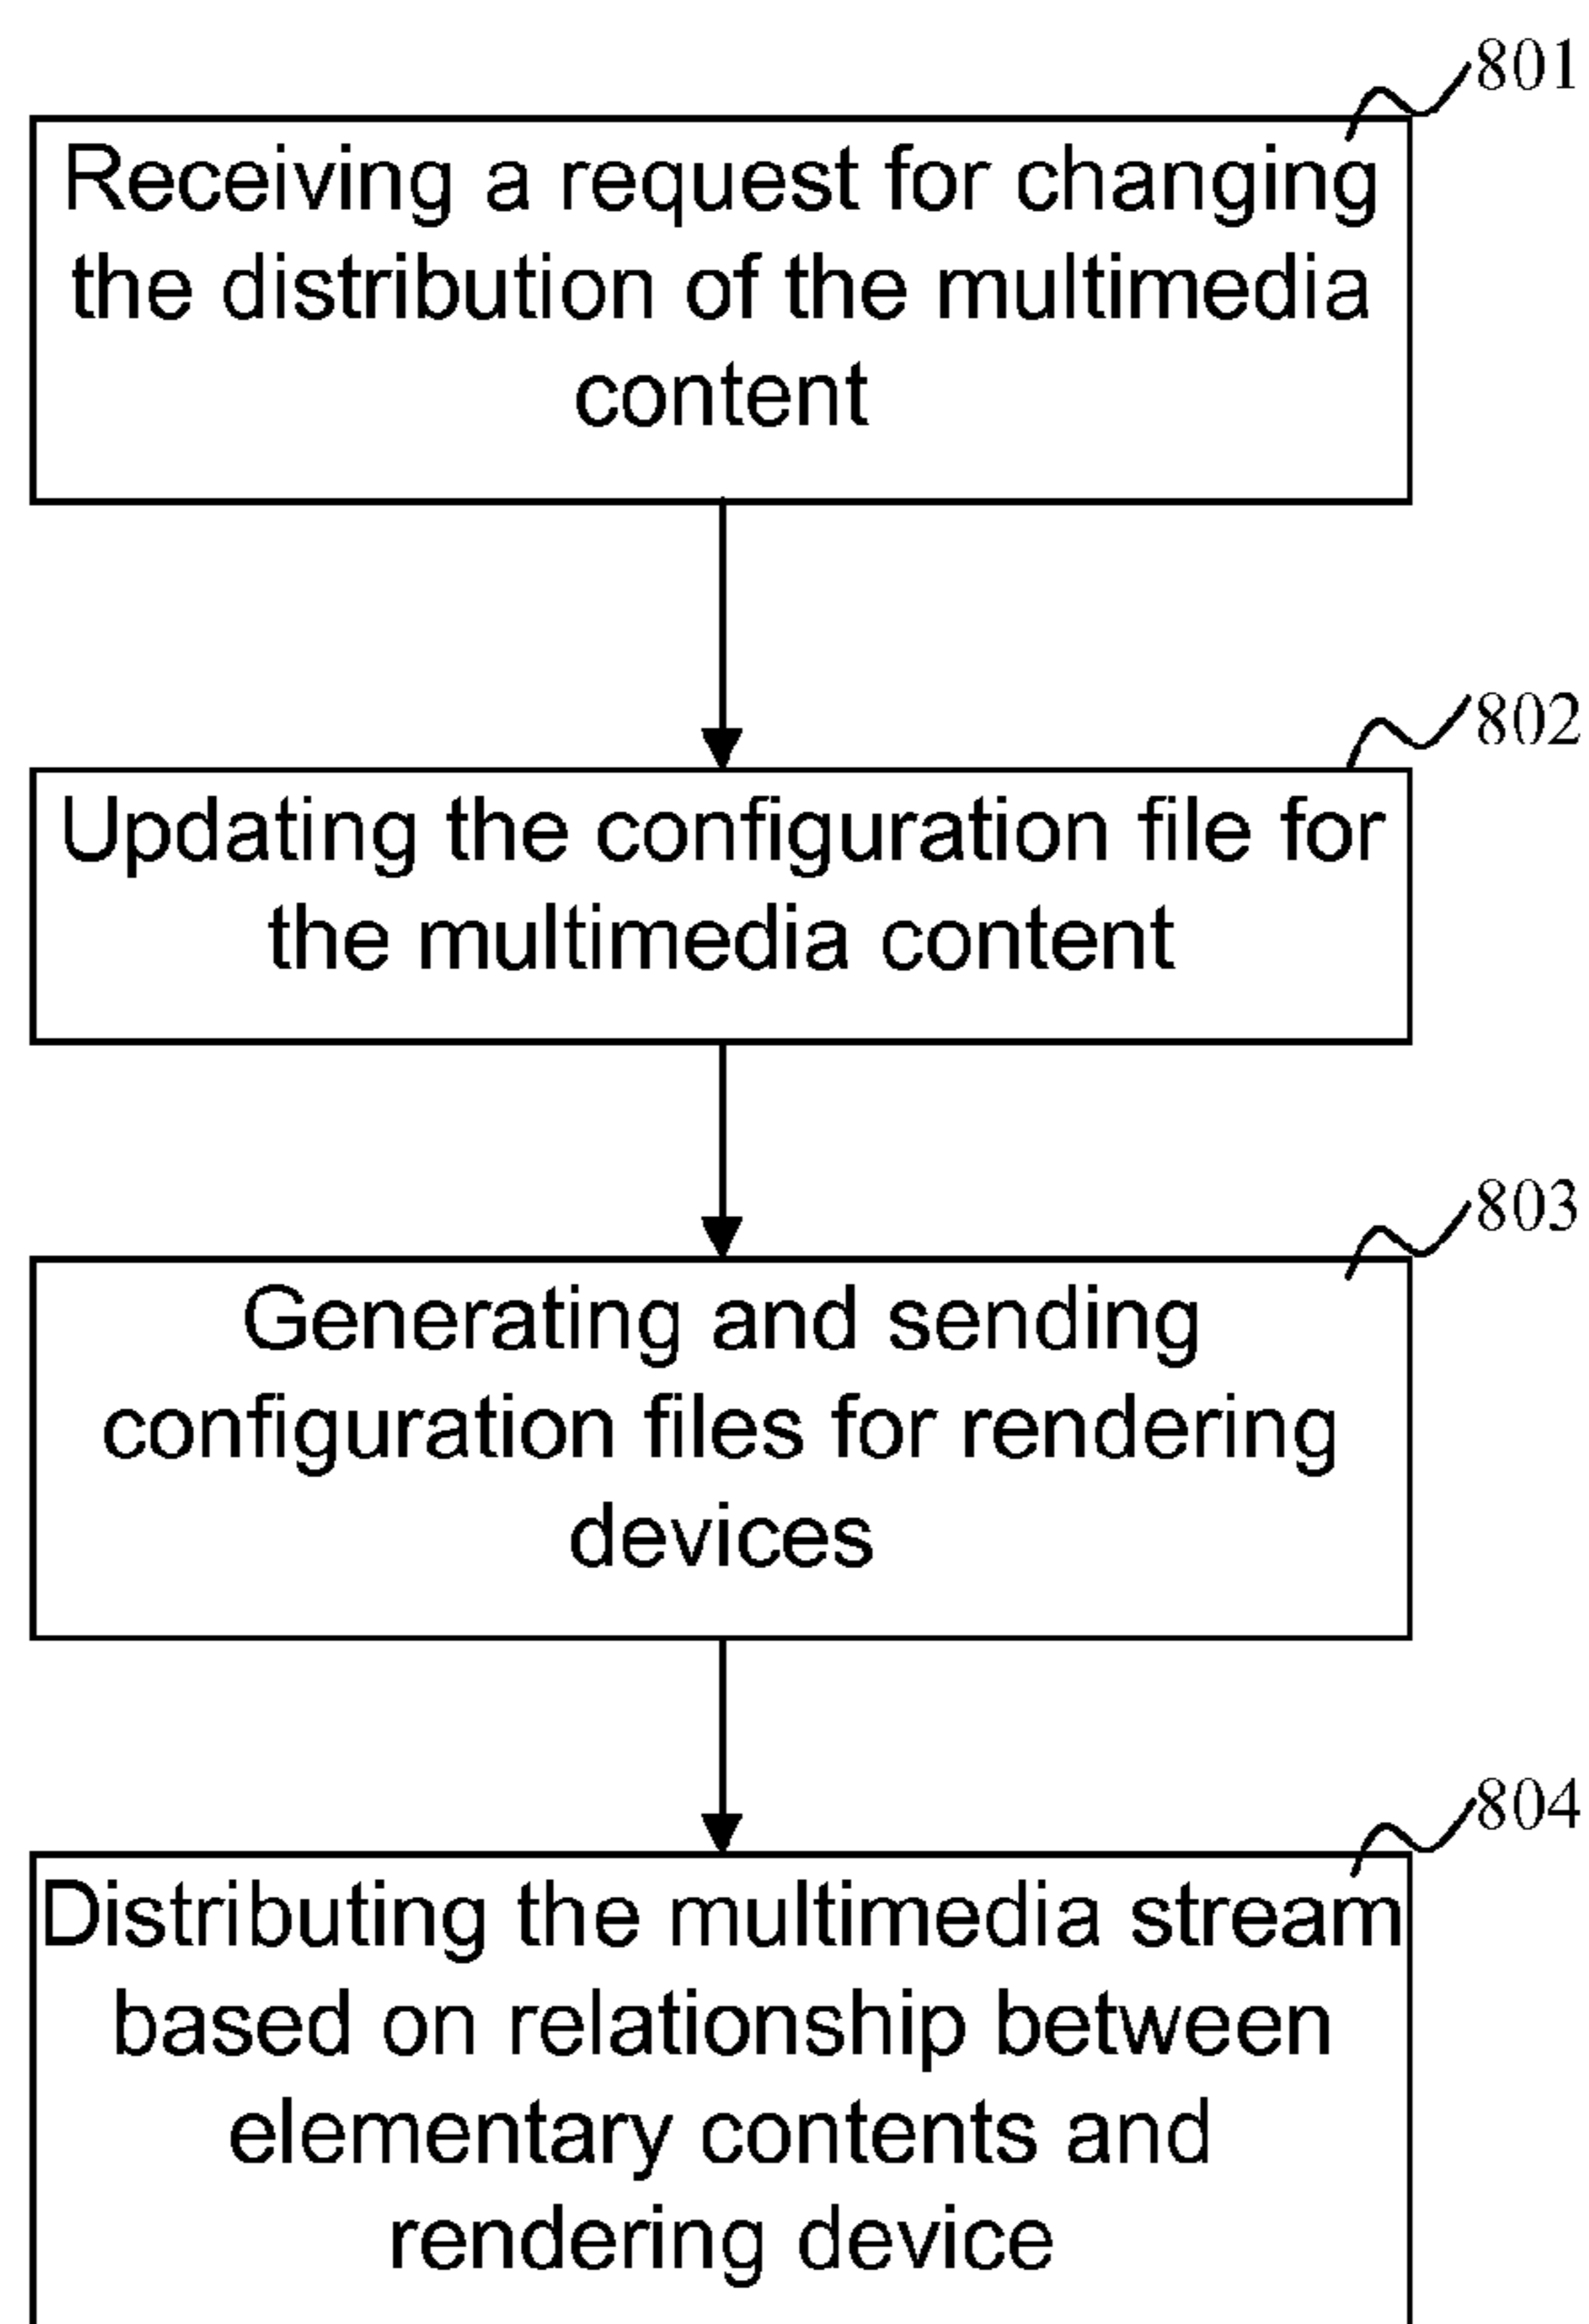 801
Receiving a request for changing
the distribution of the multimedia
content
802
Updating the configuration file for
the multimedia content
803
Generating and sending
configuration files for rendering
devices
804
Distributing the multimedia stream
based on relationship between
elementary contents and
rendering device